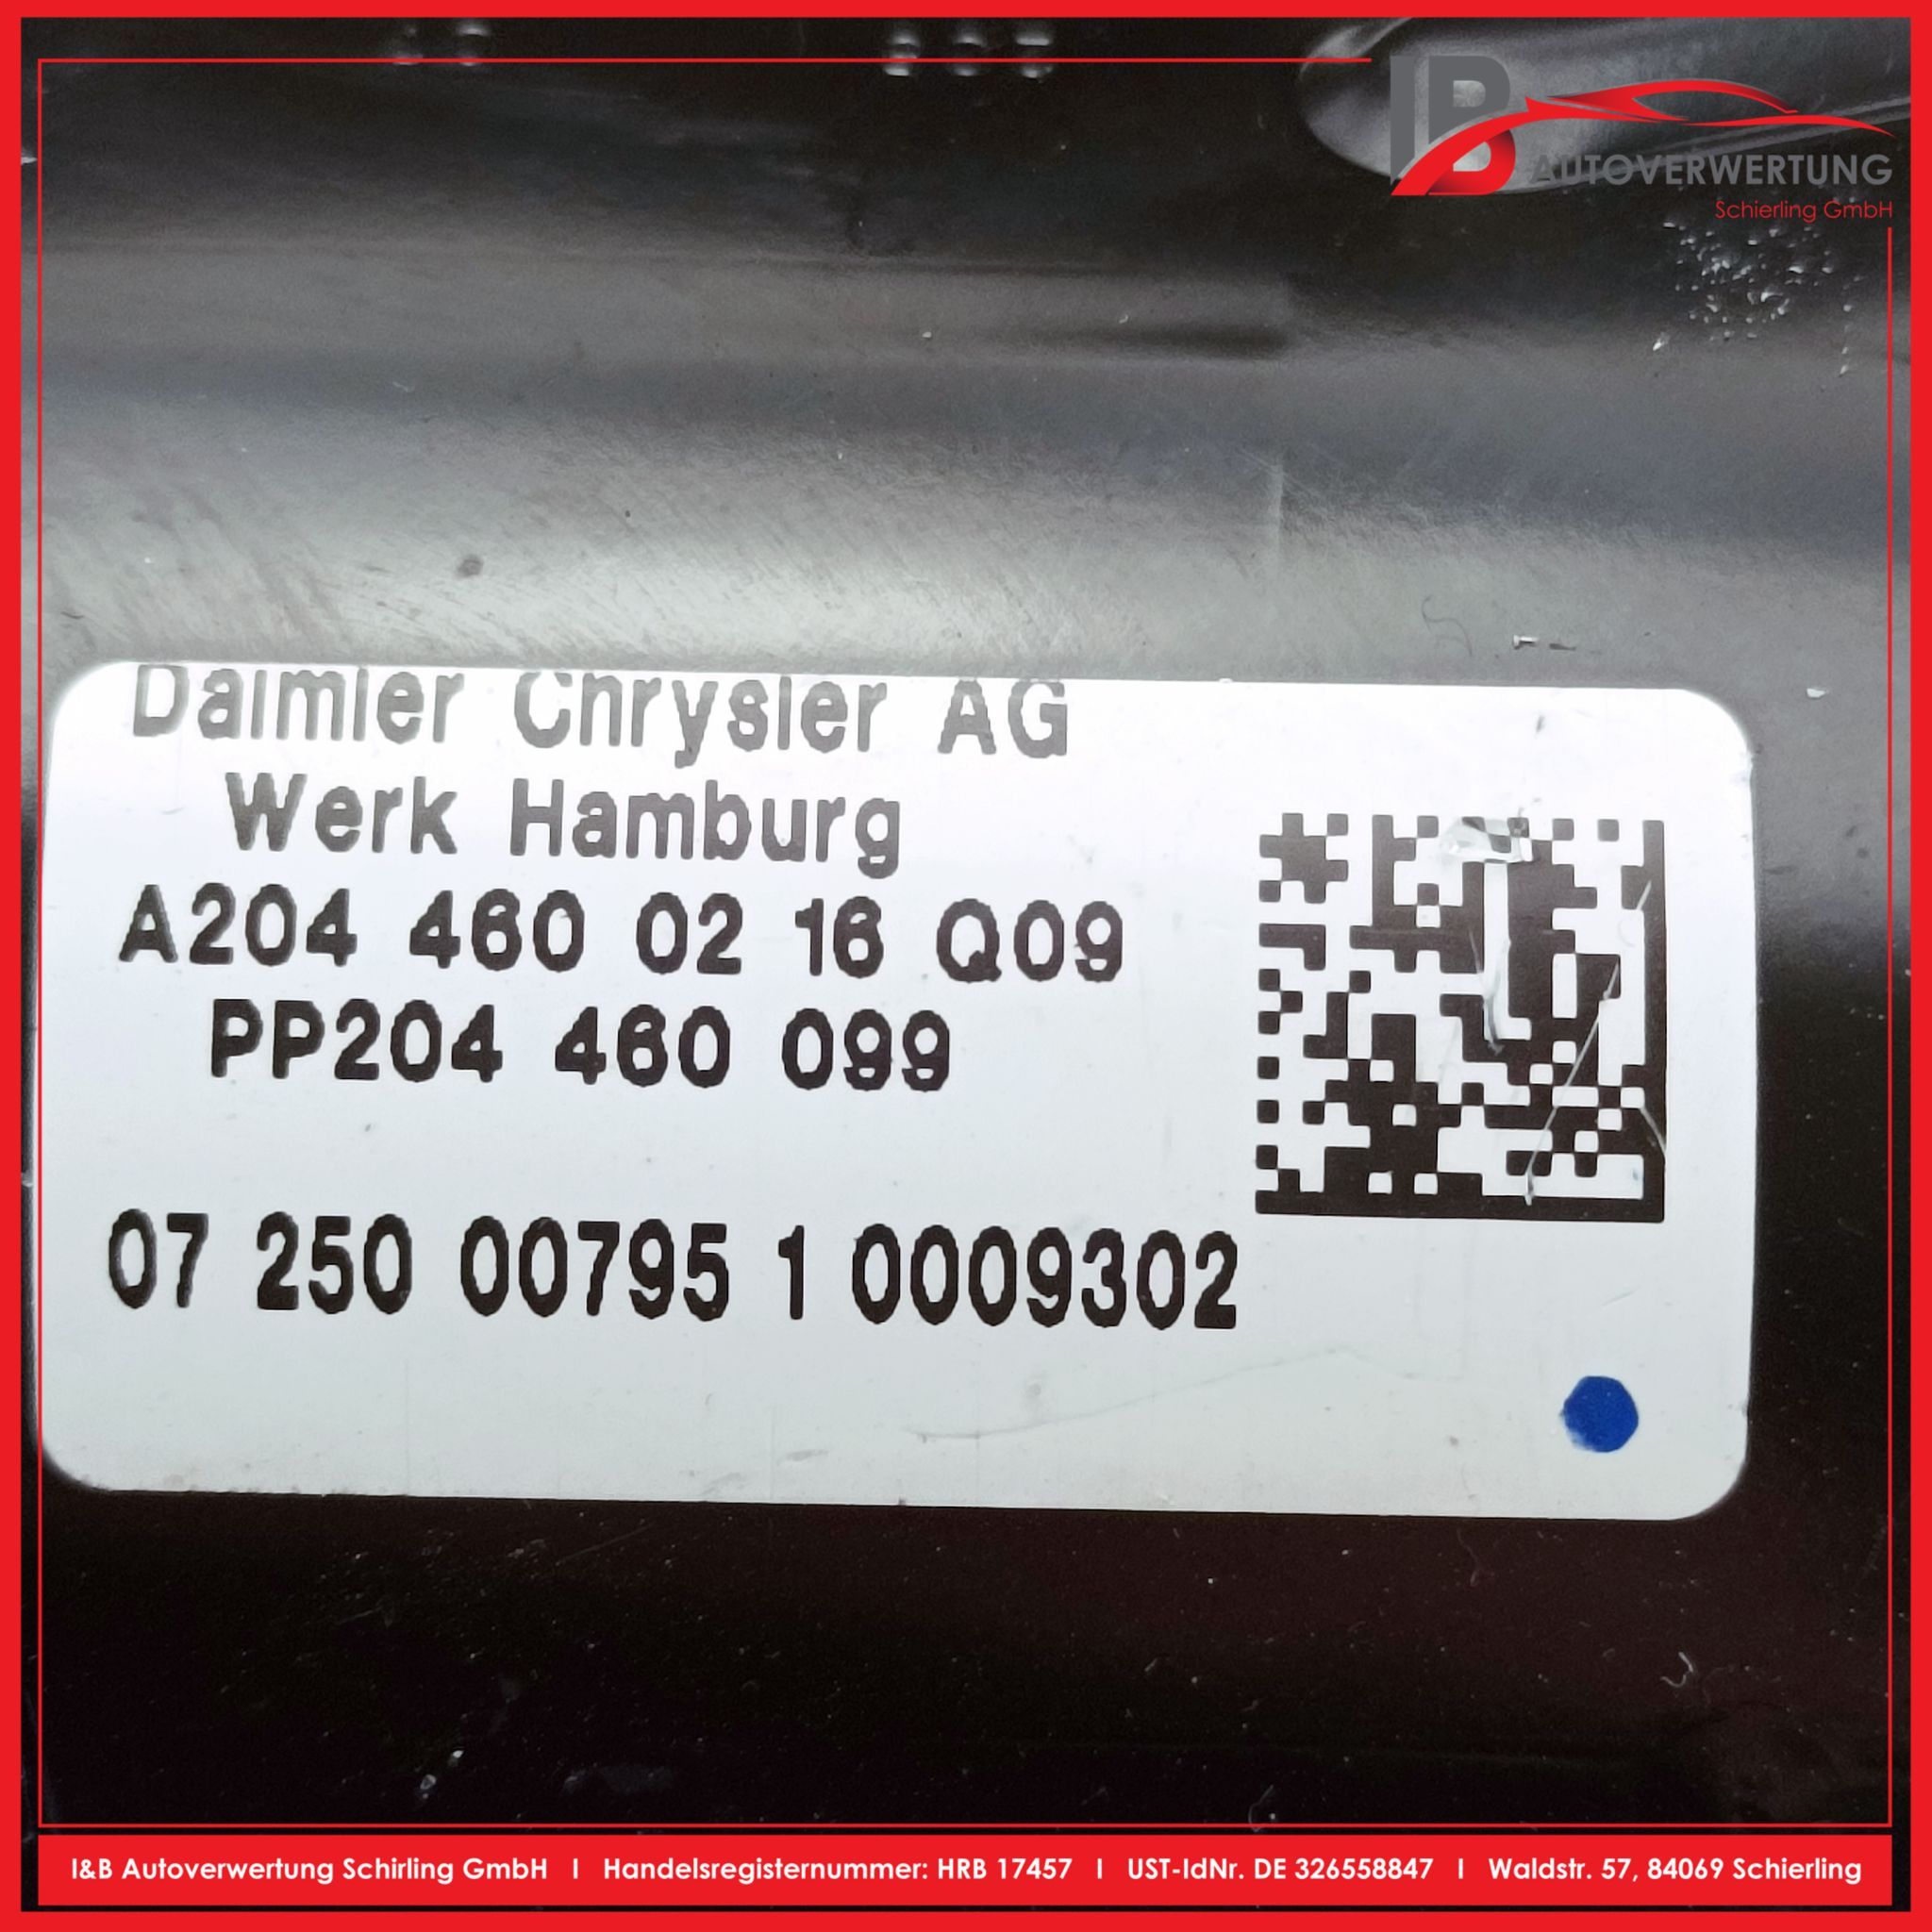 IB
AUTOVERWERTUNG
Schierling GmbH
Daimler Chrysler AG
Werk Hamburg
A204 460 02 16 Q09
PP204 460 099
07 250 00795 1 0009302
I&B Autoverwertung Schirling GmbH I Handelsregisternummer: HRB 17457 I UST-IdNr. DE 326558847 I Waldstr. 57, 84069 Schierling